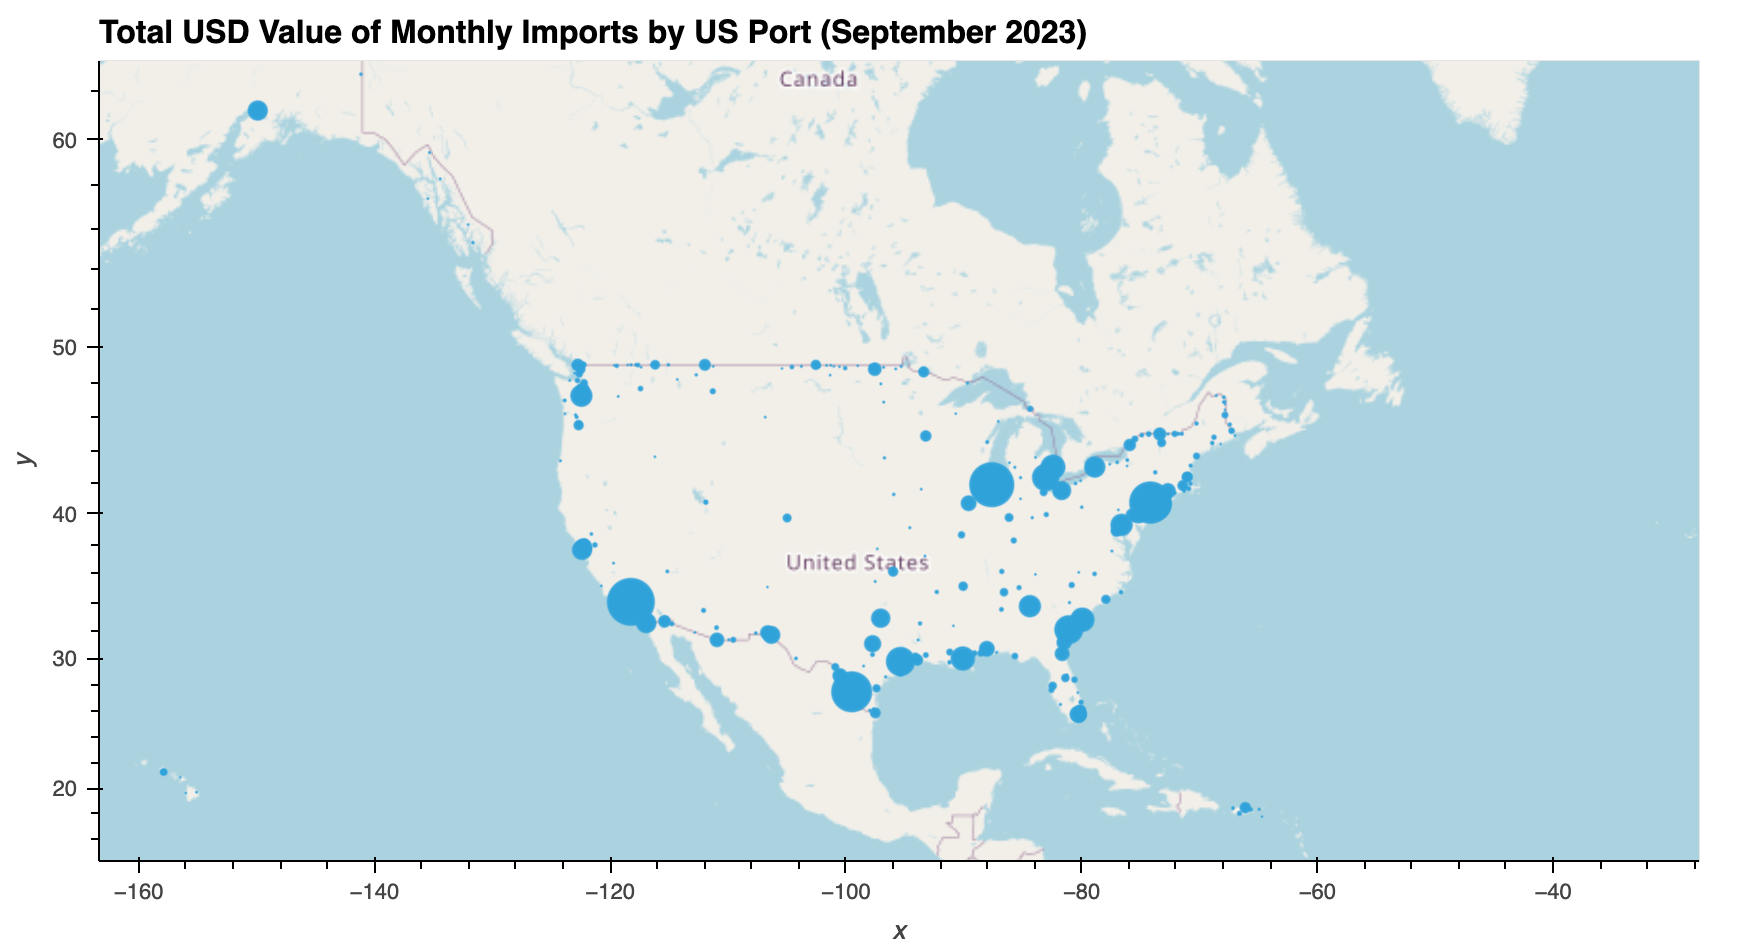 Total USD Value of Monthly Imports by US Port (September 2023)
Canada
60
50
y
40
United States
30
20
−160 −140 −120 −100 −80 −60 −40
x